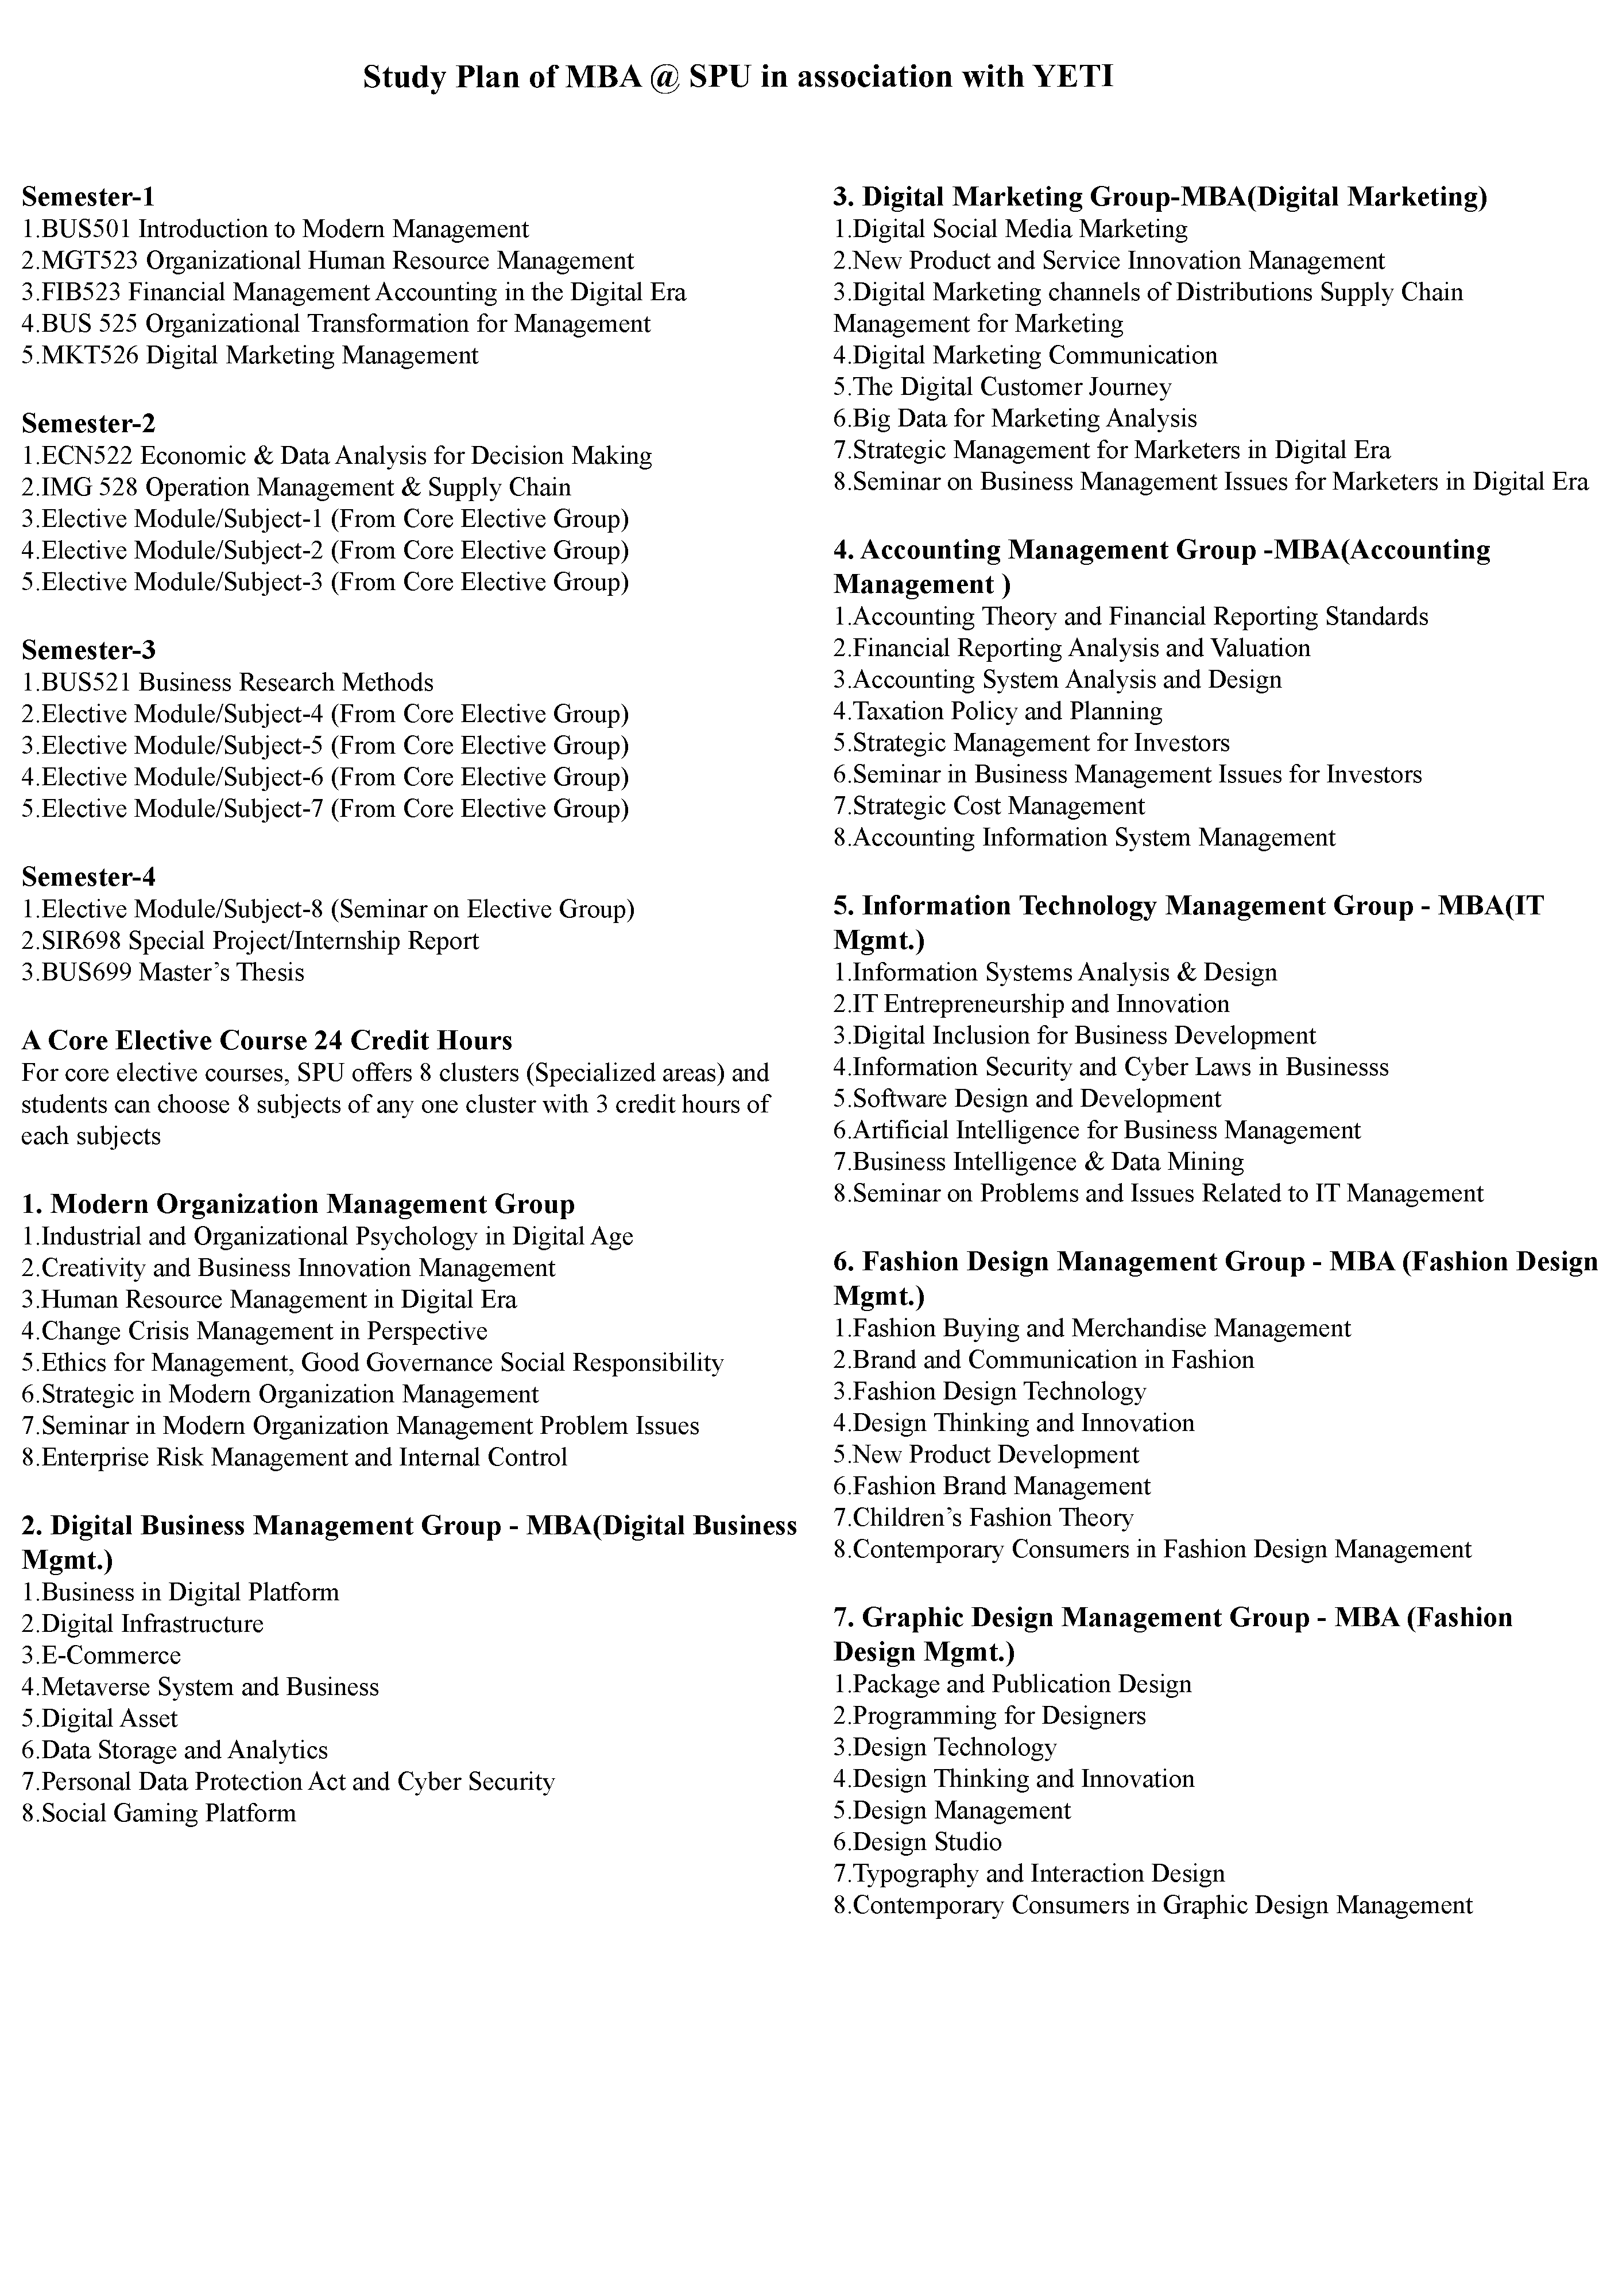 Study Plan of MBA @ SPU in association with YETI
Semester-1
1.BUS501 Introduction to Modern Management
2.MGT523 Organizational Human Resource Management
3.FIB523 Financial Management Accounting in the Digital Era
4.BUS 525 Organizational Transformation for Management
5.MKT526 Digital Marketing Management
Semester-2
1.ECN522 Economic & Data Analysis for Decision Making
2.IMG 528 Operation Management & Supply Chain
3.Elective Module/Subject-1 (From Core Elective Group)
4.Elective Module/Subject-2 (From Core Elective Group)
5.Elective Module/Subject-3 (From Core Elective Group)
Semester-3
1.BUS521 Business Research Methods
2.Elective Module/Subject-4 (From Core Elective Group)
3.Elective Module/Subject-5 (From Core Elective Group)
4.Elective Module/Subject-6 (From Core Elective Group)
5.Elective Module/Subject-7 (From Core Elective Group)
Semester-4
1.Elective Module/Subject-8 (Seminar on Elective Group)
2.SIR698 Special Project/Internship Report
3.BUS699 Master’s Thesis
A Core Elective Course 24 Credit Hours
For core elective courses, SPU offers 8 clusters (Specialized areas) and
students can choose 8 subjects of any one cluster with 3 credit hours of
each subjects
1. Modern Organization Management Group
1.Industrial and Organizational Psychology in Digital Age
2.Creativity and Business Innovation Management
3.Human Resource Management in Digital Era
4.Change Crisis Management in Perspective
5.Ethics for Management, Good Governance Social Responsibility
6.Strategic in Modern Organization Management
7.Seminar in Modern Organization Management Problem Issues
8.Enterprise Risk Management and Internal Control
2. Digital Business Management Group - MBA(Digital Business
Mgmt.)
1.Business in Digital Platform
2.Digital Infrastructure
3.E-Commerce
4.Metaverse System and Business
5.Digital Asset
6.Data Storage and Analytics
7.Personal Data Protection Act and Cyber Security
8.Social Gaming Platform
3. Digital Marketing Group-MBA(Digital Marketing)
1.Digital Social Media Marketing
2.New Product and Service Innovation Management
3.Digital Marketing channels of Distributions Supply Chain
Management for Marketing
4.Digital Marketing Communication
5.The Digital Customer Journey
6.Big Data for Marketing Analysis
7.Strategic Management for Marketers in Digital Era
8.Seminar on Business Management Issues for Marketers in Digital Era
4. Accounting Management Group -MBA(Accounting
Management )
1.Accounting Theory and Financial Reporting Standards
2.Financial Reporting Analysis and Valuation
3.Accounting System Analysis and Design
4.Taxation Policy and Planning
5.Strategic Management for Investors
6.Seminar in Business Management Issues for Investors
7.Strategic Cost Management
8.Accounting Information System Management
5. Information Technology Management Group - MBA(IT
Mgmt.)
1.Information Systems Analysis & Design
2.IT Entrepreneurship and Innovation
3.Digital Inclusion for Business Development
4.Information Security and Cyber Laws in Businesss
5.Software Design and Development
6.Artificial Intelligence for Business Management
7.Business Intelligence & Data Mining
8.Seminar on Problems and Issues Related to IT Management
6. Fashion Design Management Group - MBA (Fashion Design
Mgmt.)
1.Fashion Buying and Merchandise Management
2.Brand and Communication in Fashion
3.Fashion Design Technology
4.Design Thinking and Innovation
5.New Product Development
6.Fashion Brand Management
7.Children’s Fashion Theory
8.Contemporary Consumers in Fashion Design Management
7. Graphic Design Management Group - MBA (Fashion
Design Mgmt.)
1.Package and Publication Design
2.Programming for Designers
3.Design Technology
4.Design Thinking and Innovation
5.Design Management
6.Design Studio
7.Typography and Interaction Design
8.Contemporary Consumers in Graphic Design Management